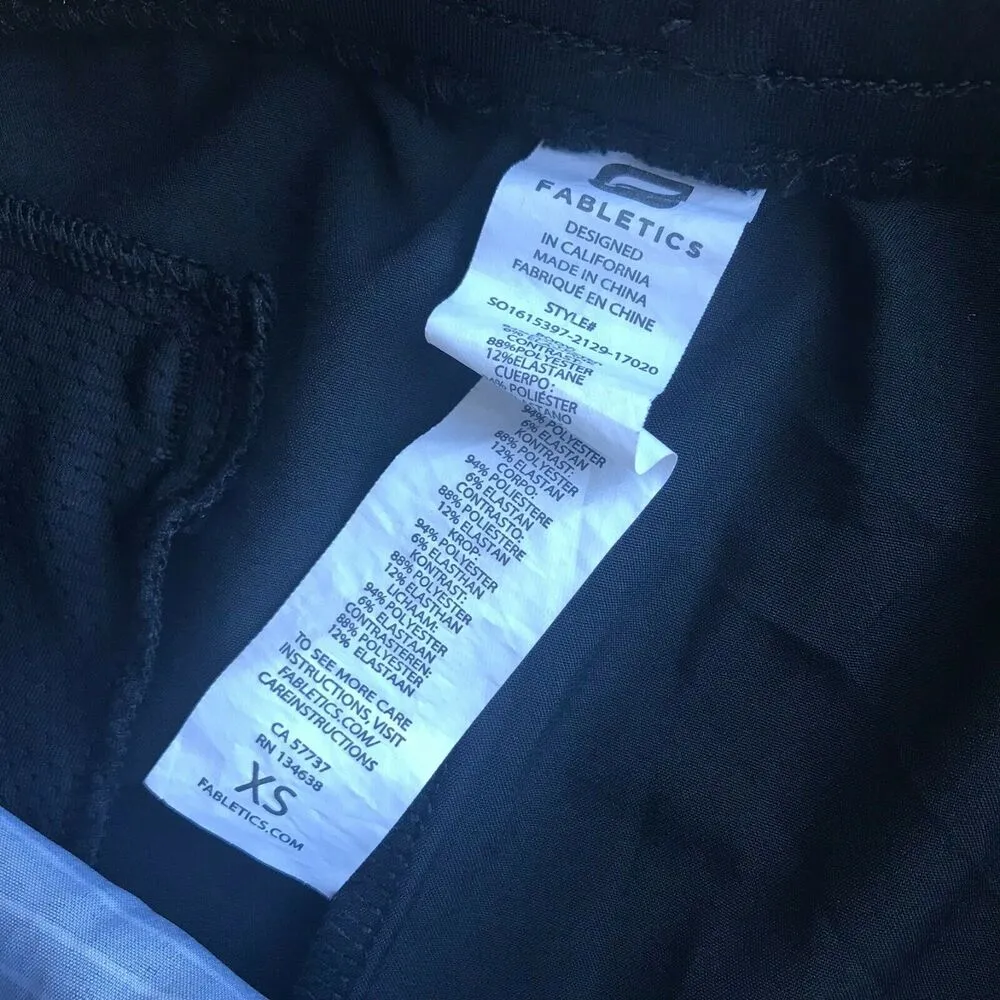 FABLETICS
DESIGNED
IN CALIFORNIA
MADE IN CHINA
FABRIQUÉ EN CHINE
STYLE#
SO1615397-2129-17020
88%POLYESTER
12%ELASTANE
CUERPO:
POLIÉSTER
94% POLYESTER
6% ELASTAN
KONTRAST:
88% POLYESTER
12% ELASTAN
CORPO:
94% POLIESTERE
6% ELASTAN
CONTRASTO:
88% POLIESTERE
12% ELASTAN
KROP:
94% POLYESTER
6% ELASTHAN
KONTRAST:
88% POLYESTER
12% ELASTHAN
LICHAAM:
94% POLYESTER
6% ELASTAAN
CONTRASTEREN:
88% POLYESTER
12% ELASTAAN
TO SEE MORE CARE
INSTRUCTIONS, VISIT
FABLETICS.COM/
CAREINSTRUCTIONS
CA 57737
RN 134638
XS
FABLETICS.COM